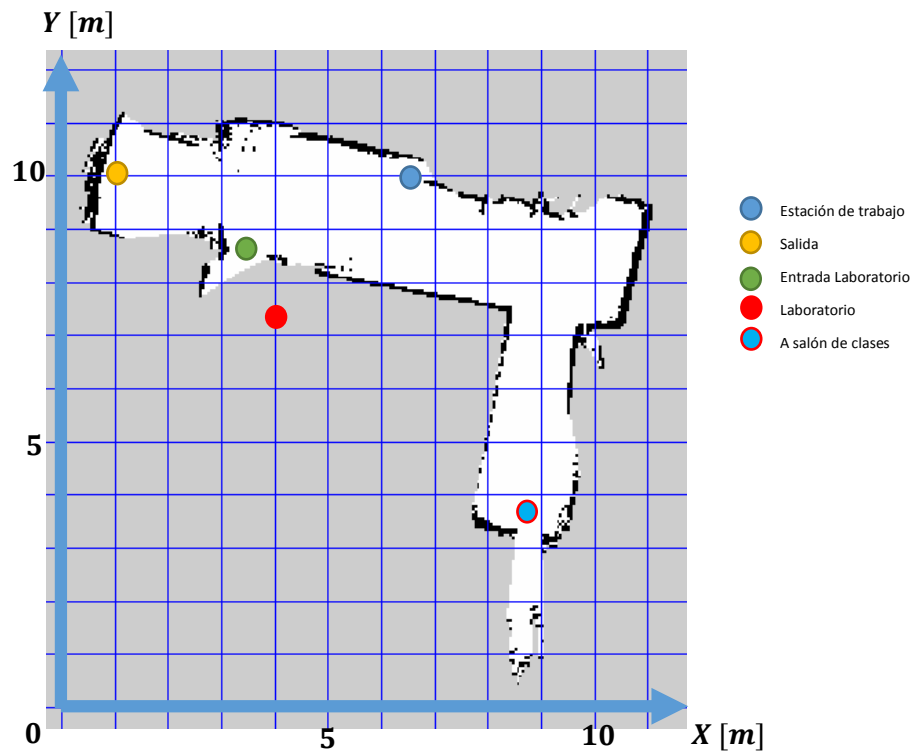 Y [m]
10
5
0
5
10
X [m]
Estación de trabajo
Salida
Entrada Laboratorio
Laboratorio
A salón de clases